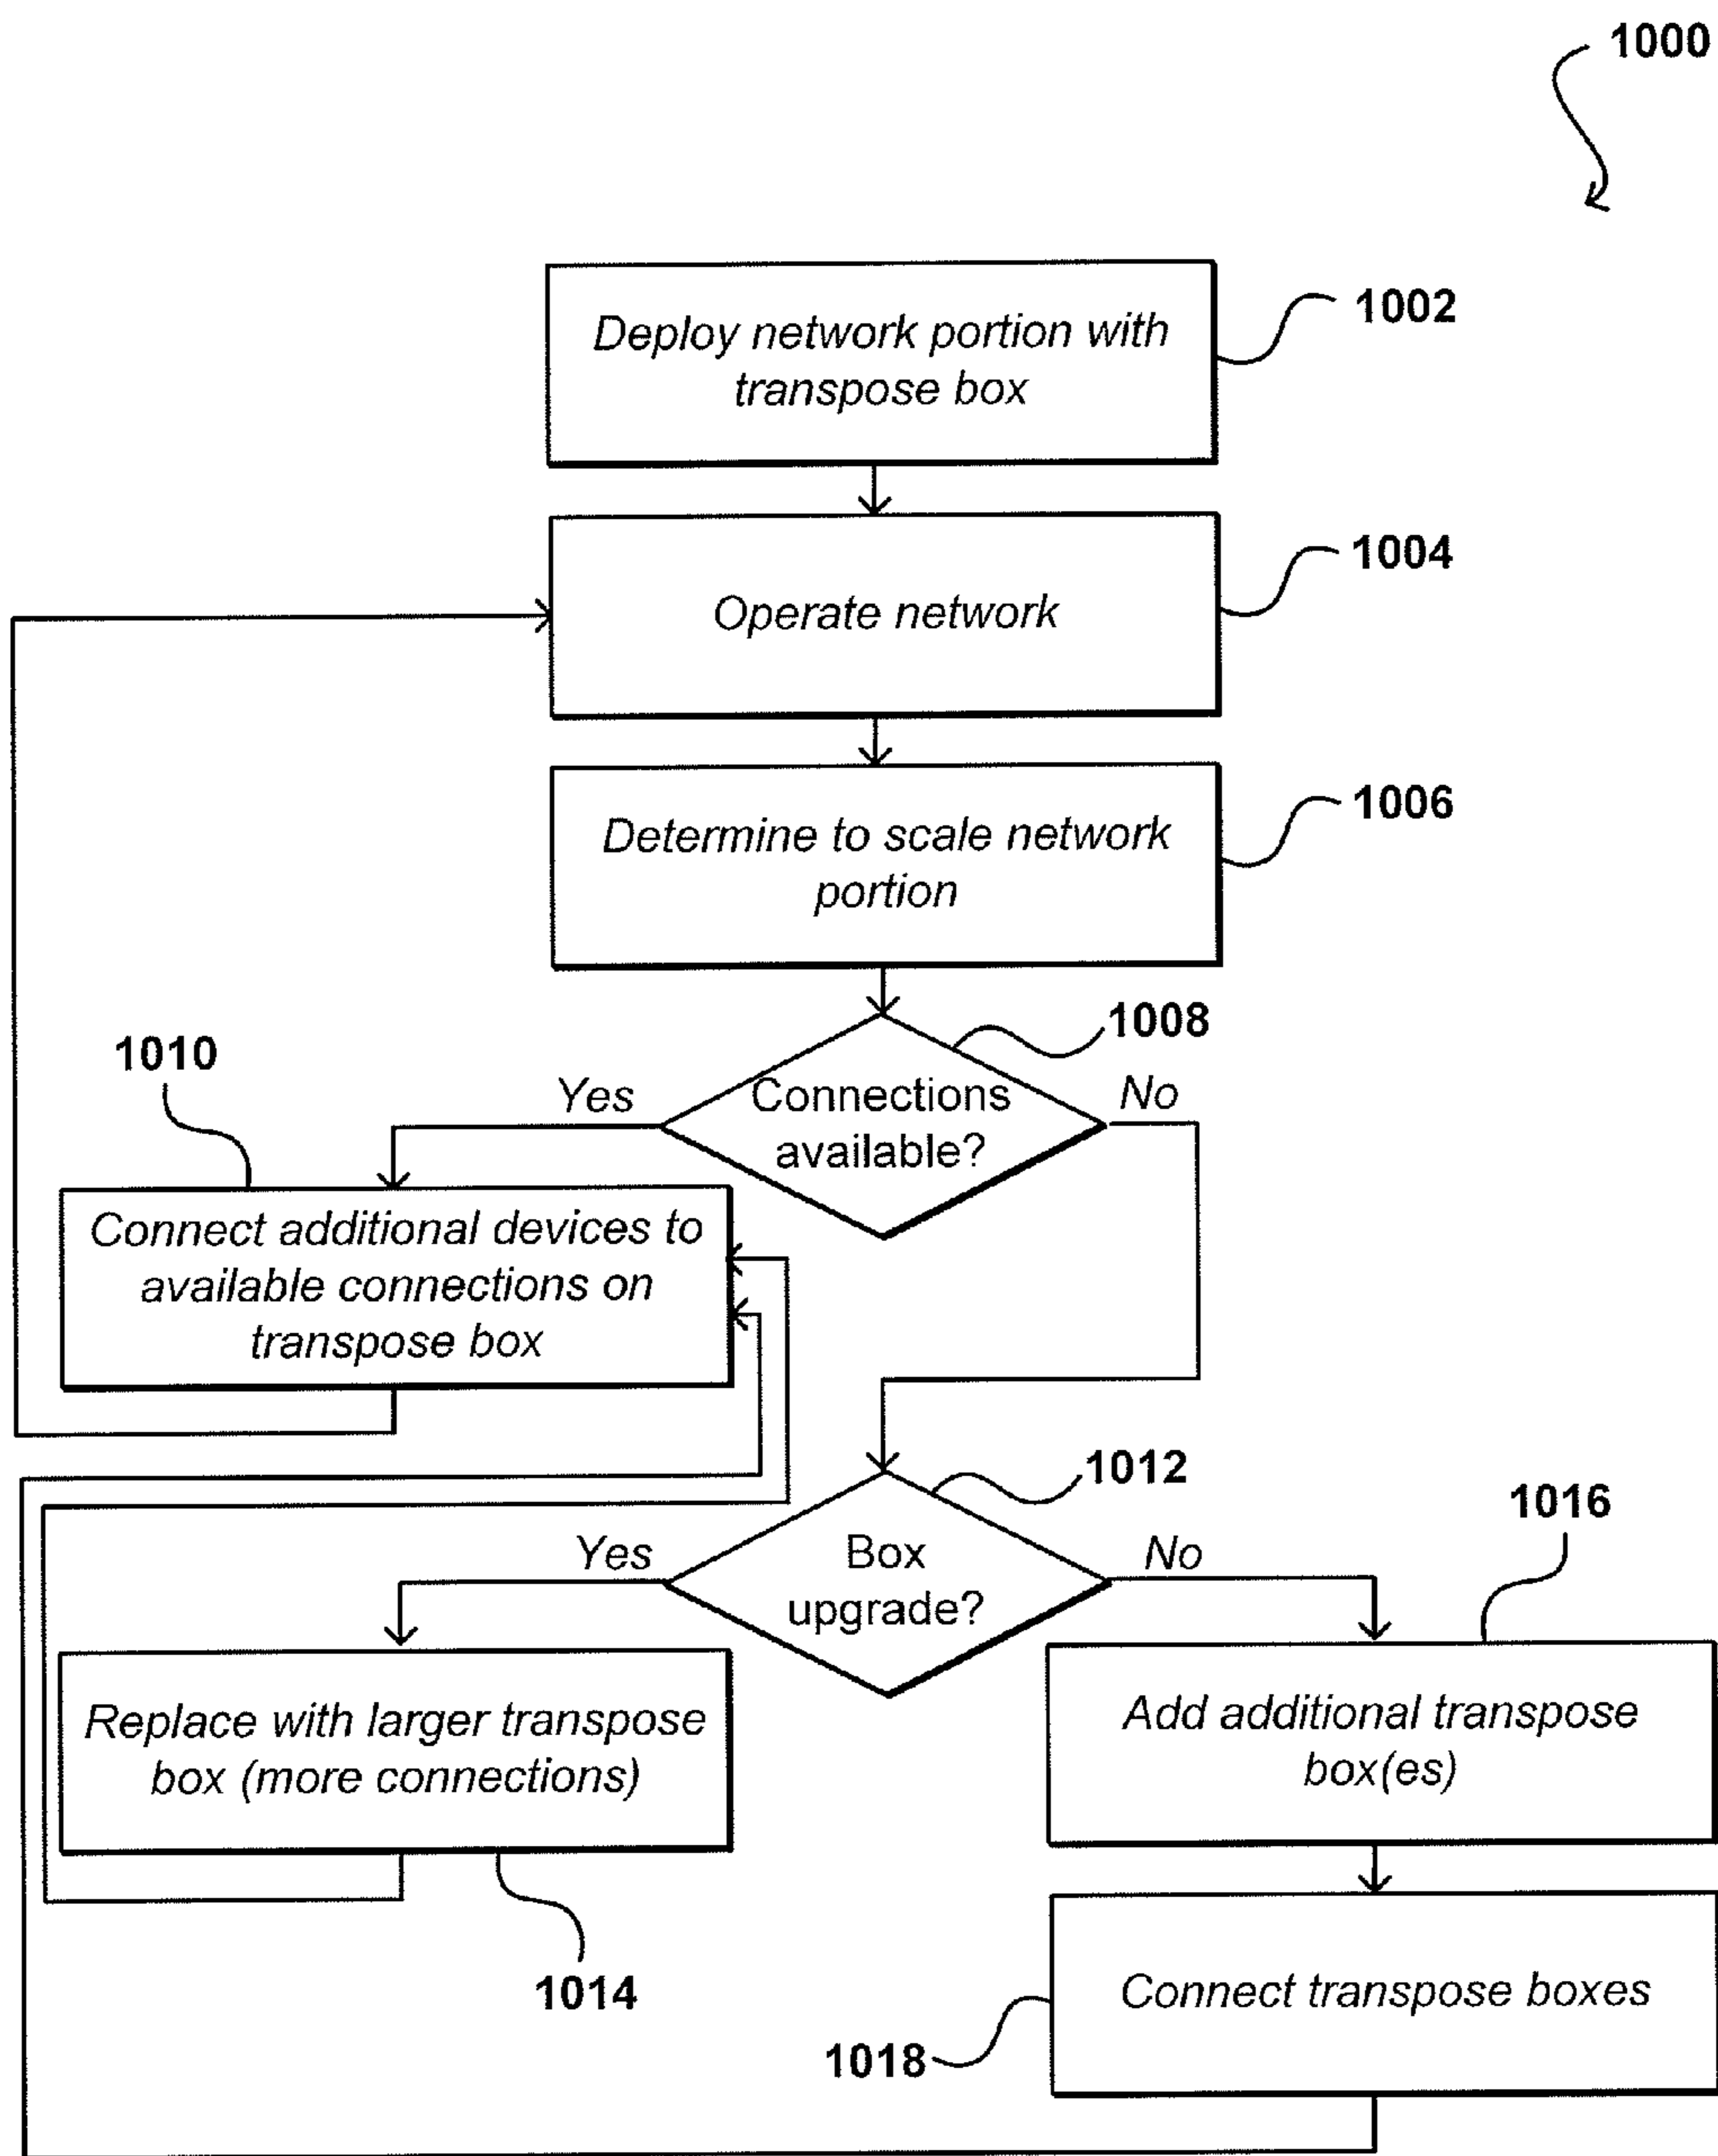 1000
Deploy network portion with
transpose box
1002
Operate network
1004
Determine to scale network
portion
1006
1008
1010
Yes
Connections
available?
No
Connect additional devices to
available connections on
transpose box
1012
1016
Yes
Box
upgrade?
No
Replace with larger transpose
box (more connections)
Add additional transpose
box(es)
1014
Connect transpose boxes
1018